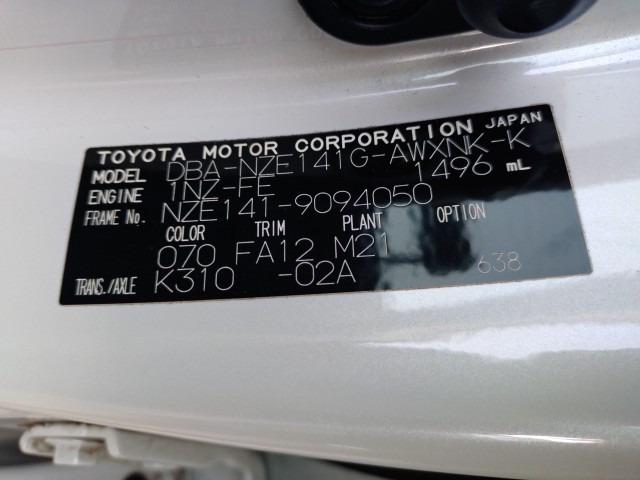 TOYOTA MOTOR CORPORATION JAPAN
MODEL DBA-NZE141G-AWXNK-K
ENGINE 1NZ-FE 1496 mL
FRAME No. NZE141-9094050
COLOR TRIM PLANT OPTION
070 FA12 M21
TRANS./AXLE K310 -02A 638